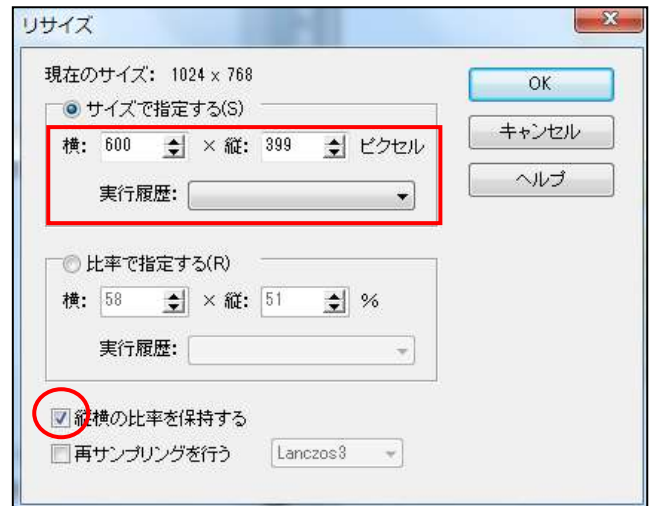 リサイズ
現在のサイズ: 1024 x 768
サイズで指定する(S)
横: 600 × 縦: 399 ピクセル
実行履歴:
比率で指定する(R)
横: 58 × 縦: 51 %
実行履歴:
縦横の比率を保持する
再サンプリングを行う Lanczos3
OK
キャンセル
ヘルプ